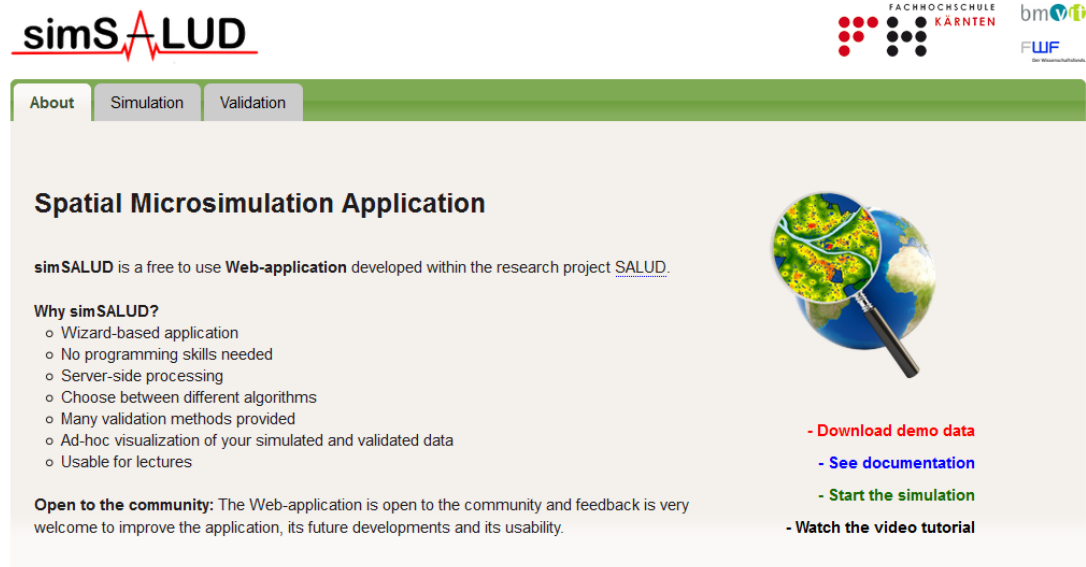 simSALUD
FACHHOCHSCHULE
KÄRNTEN
FH
bmvit
FWF
Der Wissenschaftsfonds.
About
Simulation
Validation
Spatial Microsimulation Application
simSALUD is a free to use Web-application developed within the research project SALUD.
Why simSALUD?
Wizard-based application
No programming skills needed
Server-side processing
Choose between different algorithms
Many validation methods provided
Ad-hoc visualization of your simulated and validated data
Usable for lectures
Open to the community: The Web-application is open to the community and feedback is very
welcome to improve the application, its future developments and its usability.
- Download demo data
- See documentation
- Start the simulation
- Watch the video tutorial